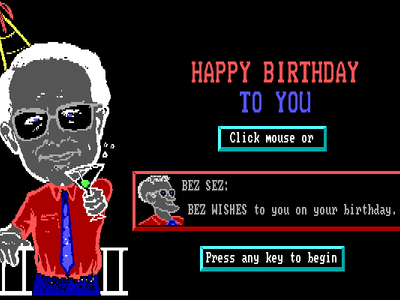 HAPPY BIRTHDAY
TO YOU
Click mouse or
BEZ SEZ:
BEZ WISHES to you on your birthday.
Press any key to begin